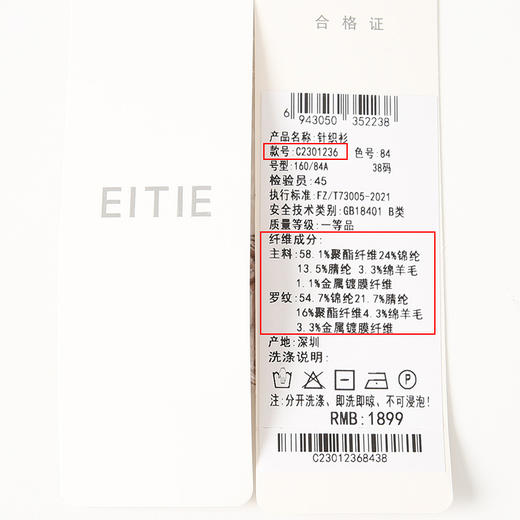 EITIE
合格证
6 943050 352238
产品名称:针织衫
款号:C2301236 色号:84
号型:160/84A 38码
检验员:45
执行标准:FZ/T73005-2021
安全技术类别:GB18401 B类
质量等级:一等品
纤维成分:
主料:58.1%聚酯纤维24%锦纶
13.5%腈纶 3.3%绵羊毛
1.1%金属镀膜纤维
罗纹:54.7%锦纶21.7%腈纶
16%聚酯纤维4.3%绵羊毛
3.3%金属镀膜纤维
产地:深圳
洗涤说明:
P
注:分开洗涤、即洗即晾、不可浸泡!
RMB:1899
C23012368438